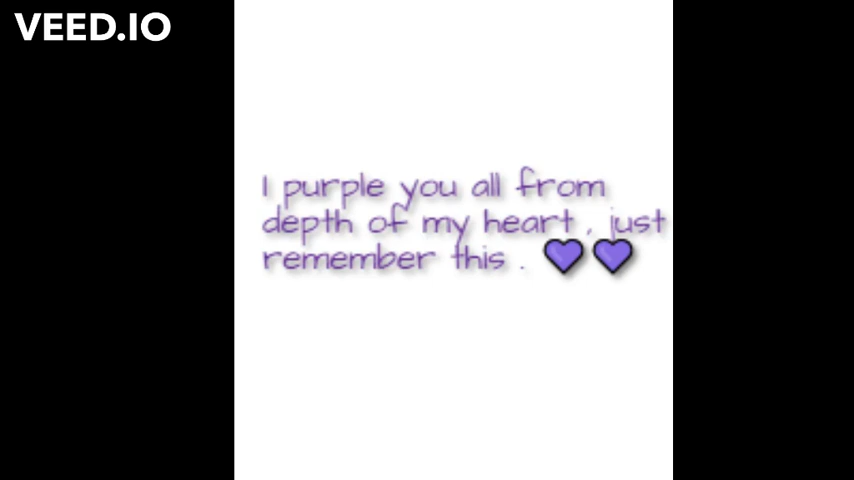 VEED.IO
I purple you all from
depth of my heart , just
remember this . 💜💜